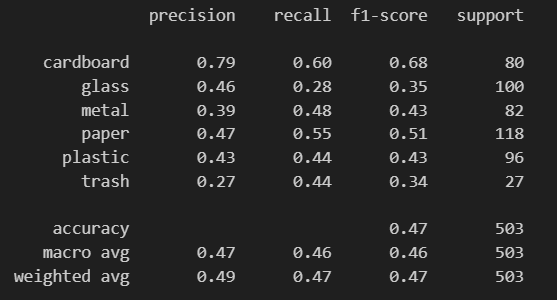 precision recall f1-score support
cardboard 0.79 0.60 0.68 80
glass 0.46 0.28 0.35 100
metal 0.39 0.48 0.43 82
paper 0.47 0.55 0.51 118
plastic 0.43 0.44 0.43 96
trash 0.27 0.44 0.34 27
accuracy 0.47 503
macro avg 0.47 0.46 0.46 503
weighted avg 0.49 0.47 0.47 503